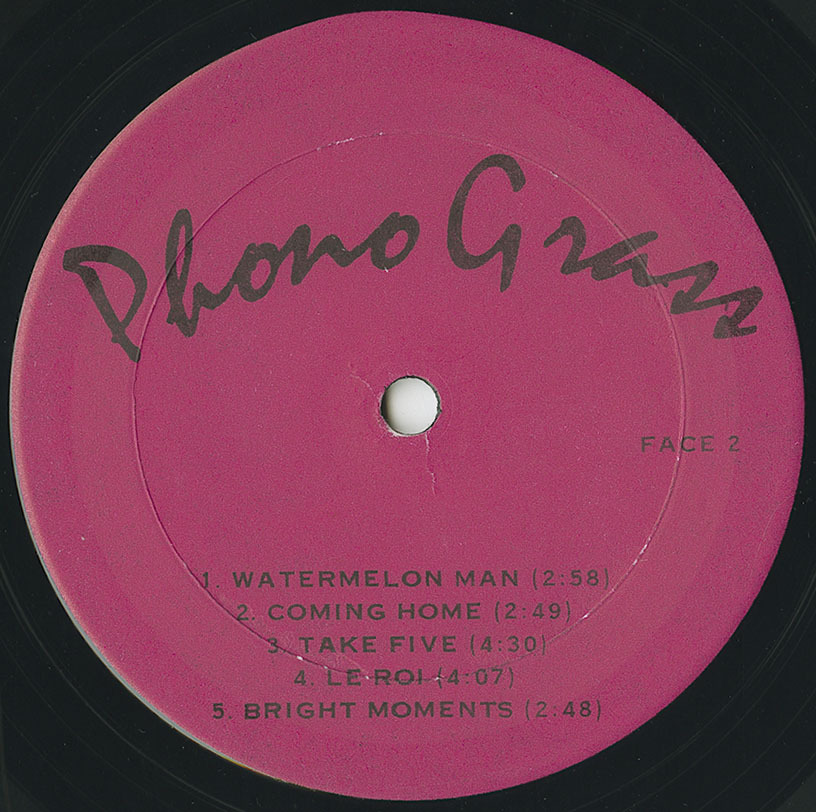 Phono Grass
FACE 2
1. WATERMELON MAN (2:58)
2. COMING HOME (2:49)
3. TAKE FIVE (4:30)
4. LE ROI (4:07)
5. BRIGHT MOMENTS (2:48)